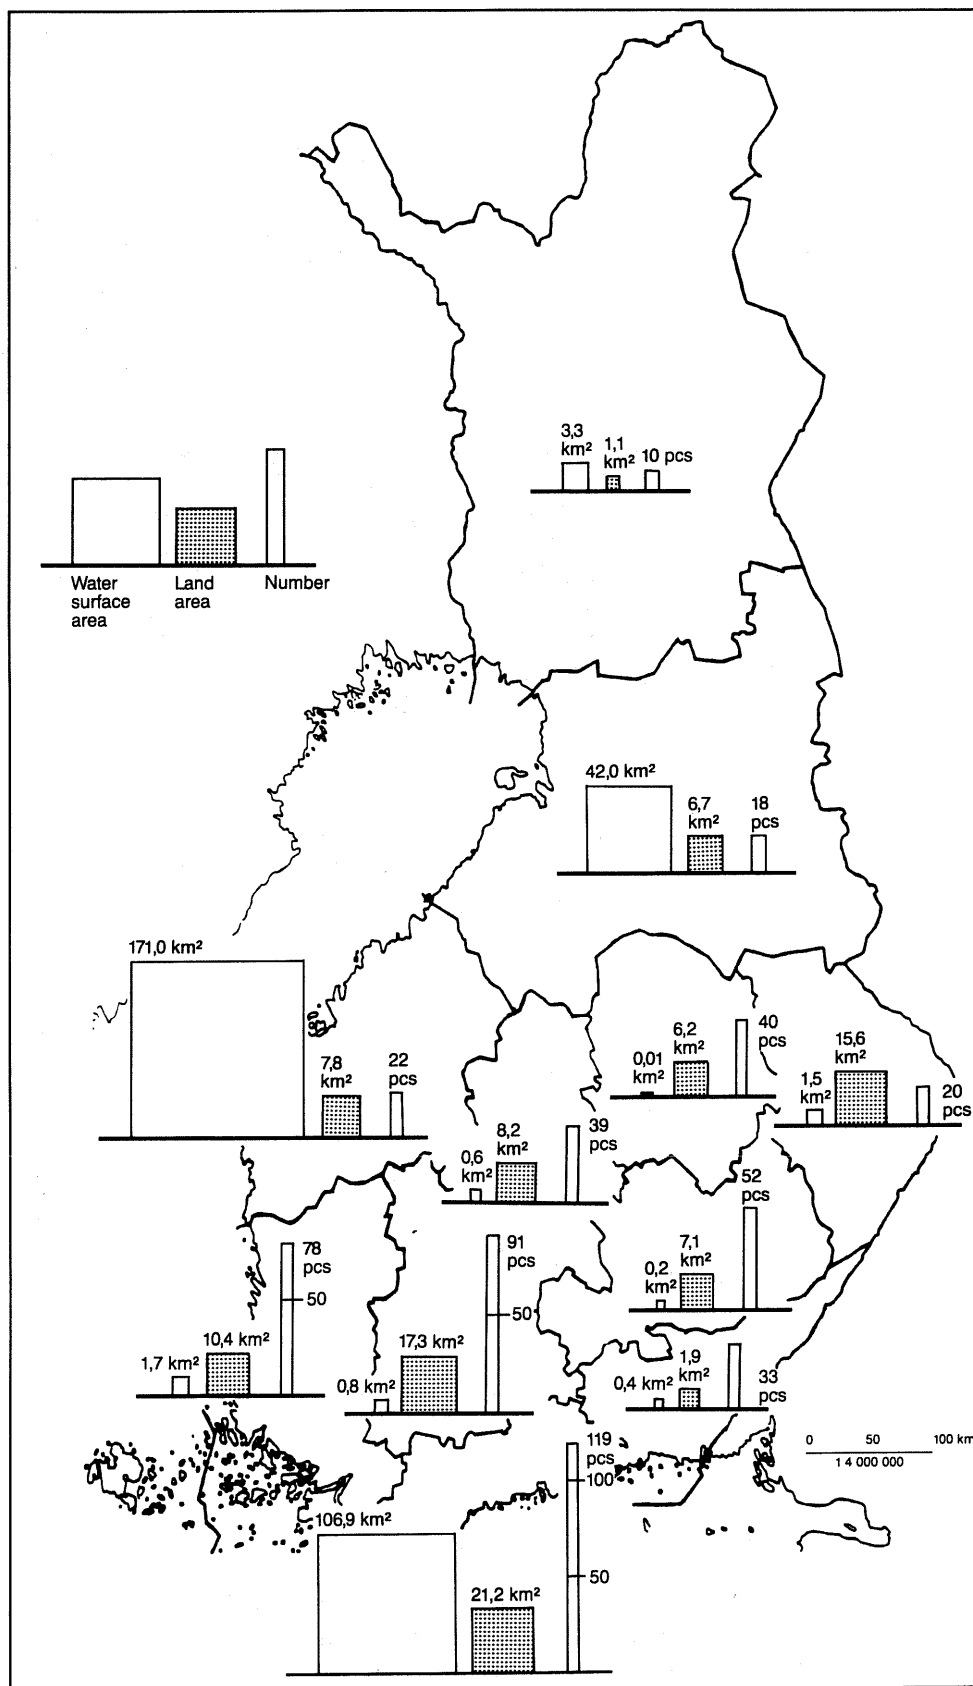 3,3
km²
1,1
km²
10 pcs
Water
surface
area
Land
area
Number
42,0 km²
6,7
km²
18
pcs
171,0 km²
7,8
km²
22
pcs
0,01
km²
6,2
km²
40
pcs
1,5
km²
15,6
km²
20
pcs
0,6
km²
8,2
km²
39
pcs
52
pcs
0,2
km²
7,1
km²
78
pcs
50
1,7 km²
10,4 km²
91
pcs
50
0,8 km²
17,3 km²
0,4 km²
1,9
km²
33
pcs
0 50 100 km
1 4 000 000
119
pcs
100
50
106,9 km²
21,2 km²